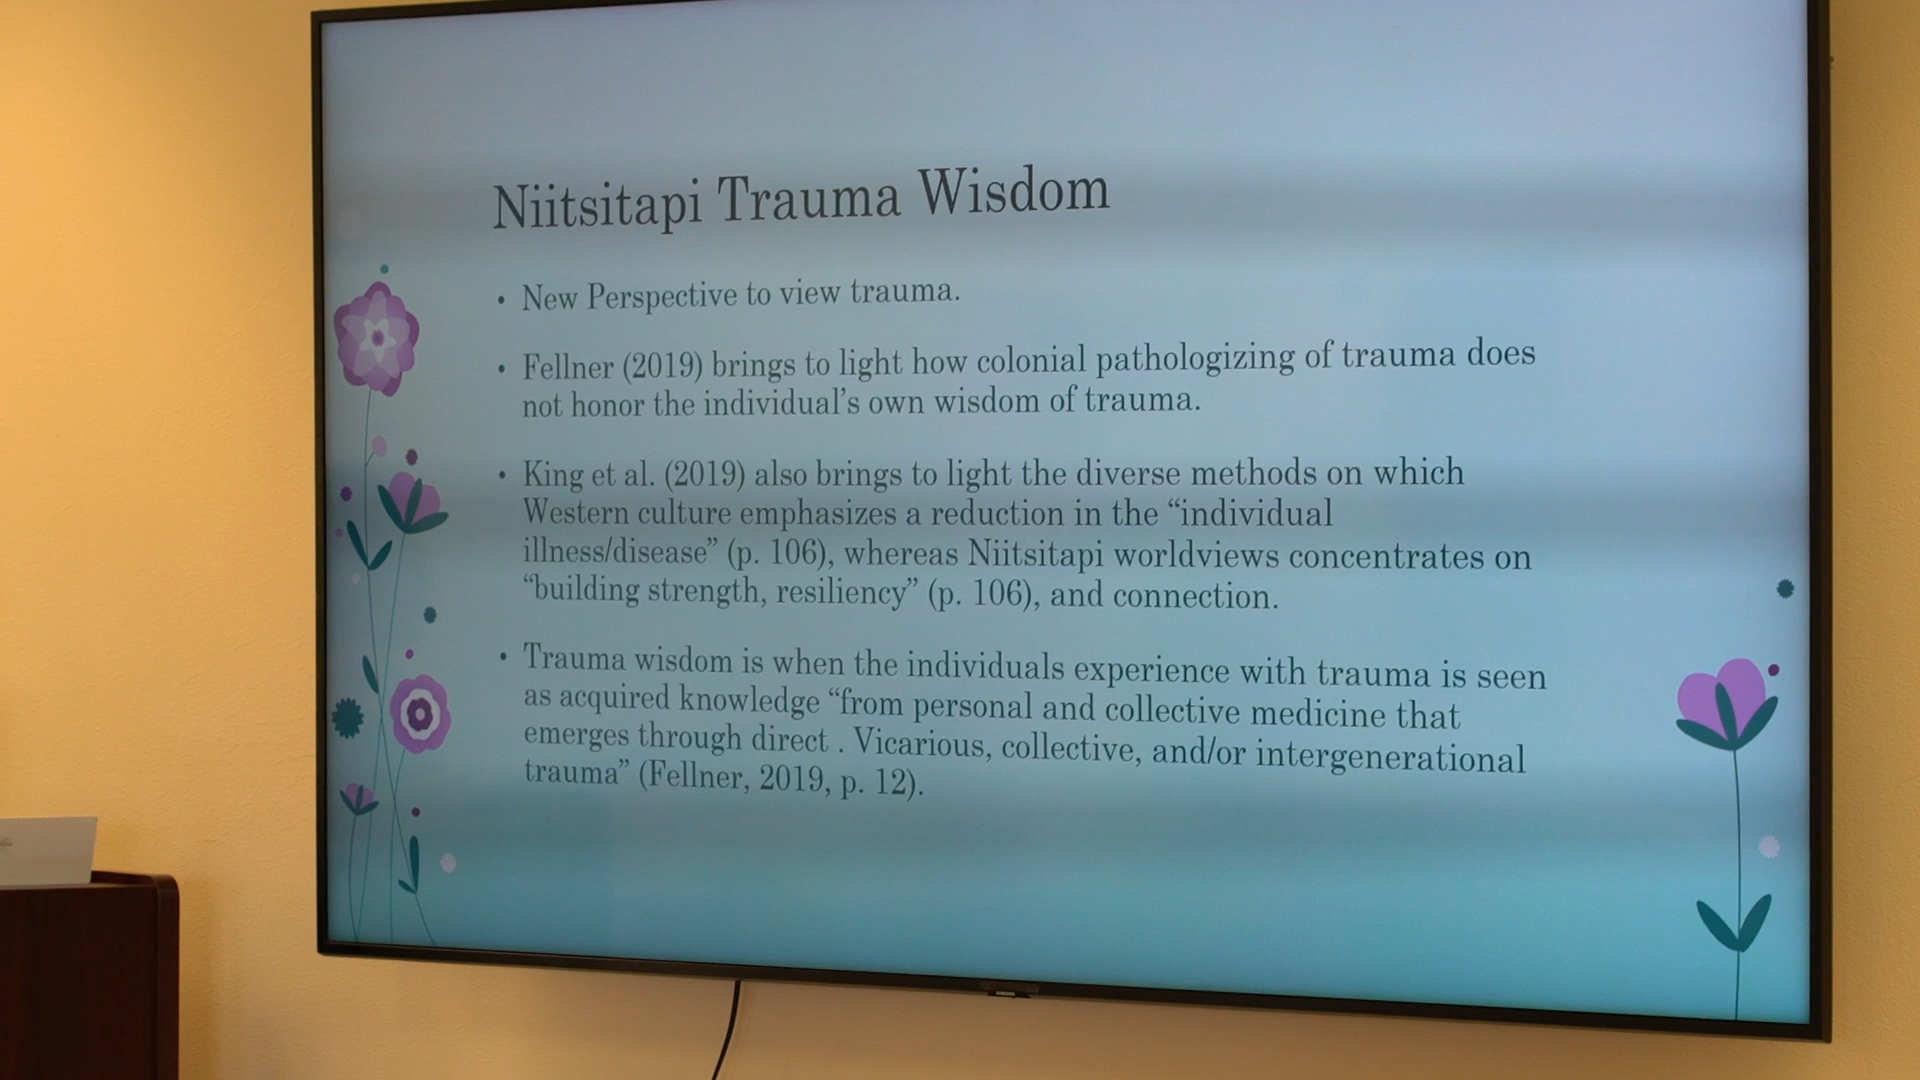 Niitsitapi Trauma Wisdom
• New Perspective to view trauma.
• Fellner (2019) brings to light how colonial pathologizing of trauma does
not honor the individual’s own wisdom of trauma.
• King et al. (2019) also brings to light the diverse methods on which
Western culture emphasizes a reduction in the “individual
illness/disease” (p. 106), whereas Niitsitapi worldviews concentrates on
“building strength, resiliency” (p. 106), and connection.
• Trauma wisdom is when the individuals experience with trauma is seen
as acquired knowledge “from personal and collective medicine that
emerges through direct . Vicarious, collective, and/or intergenerational
trauma” (Fellner, 2019, p. 12).